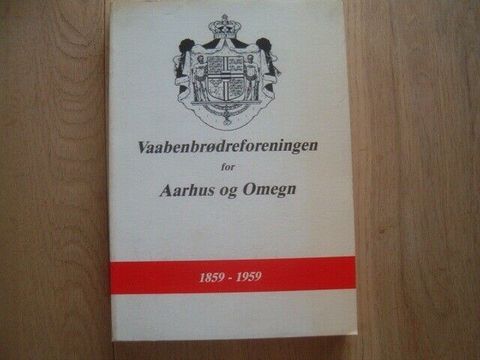 Vaabenbrødreforeningen
for
Aarhus og Omegn
1859 - 1959